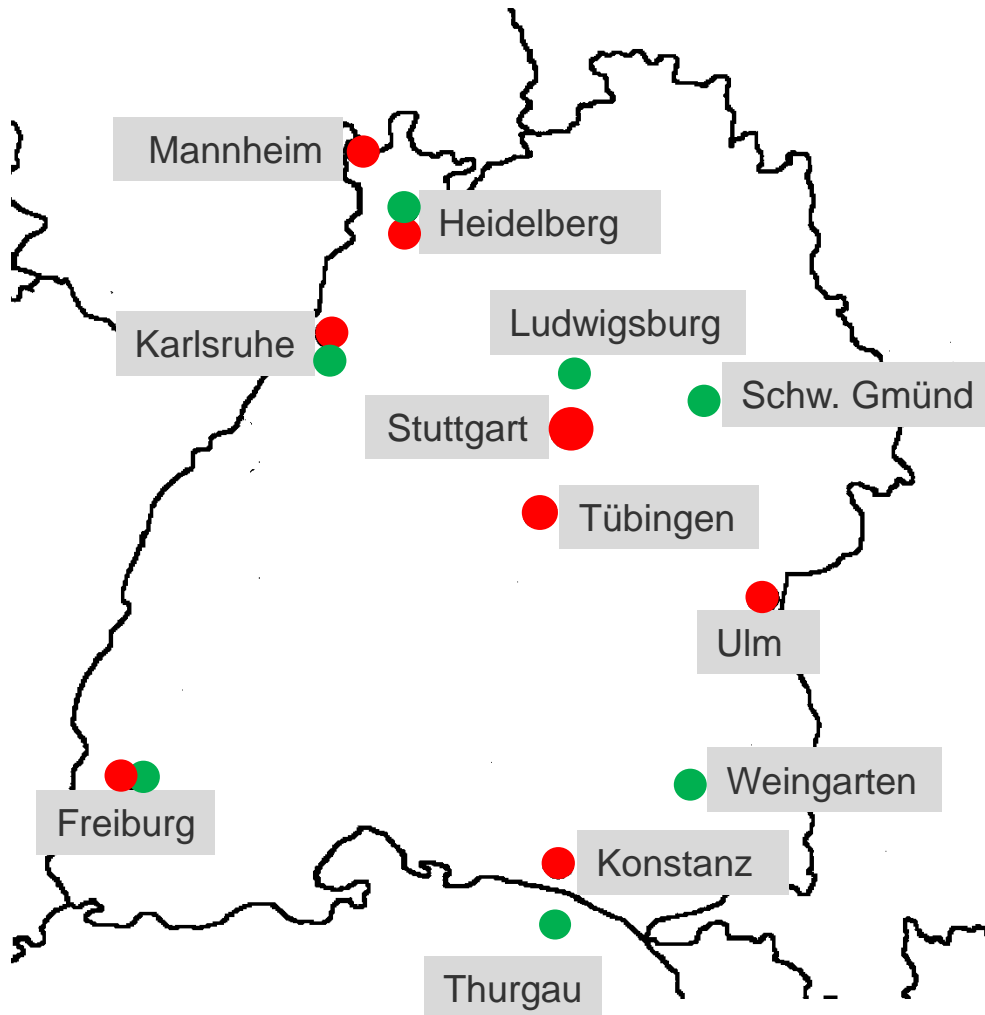 Mannheim
Heidelberg
Ludwigsburg
Karlsruhe
Schw. Gmünd
Stuttgart
Tübingen
Ulm
Weingarten
Freiburg
Konstanz
Thurgau